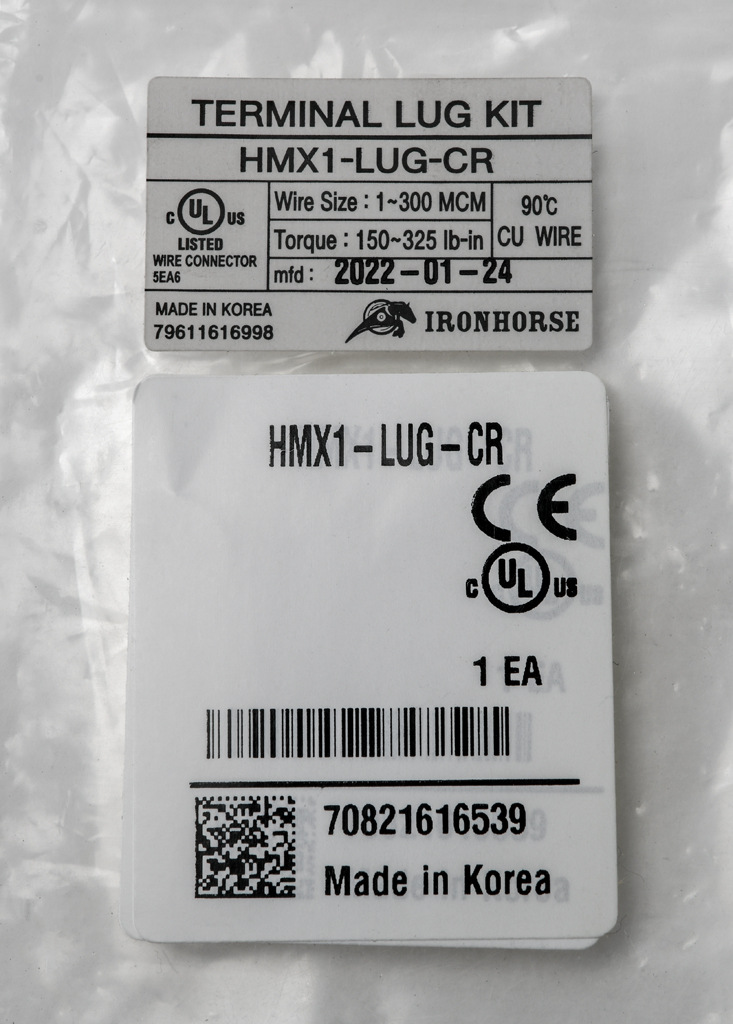 TERMINAL LUG KIT
HMX1-LUG-CR
C UL US
LISTED
WIRE CONNECTOR
5EA6
Wire Size : 1~300 MCM
Torque : 150~325 lb-in
90℃
CU WIRE
mfd : 2022-01-24
MADE IN KOREA
79611616998
IRONHORSE
HMX1-LUG-CR
CE
C UL US
1 EA
70821616539
Made in Korea